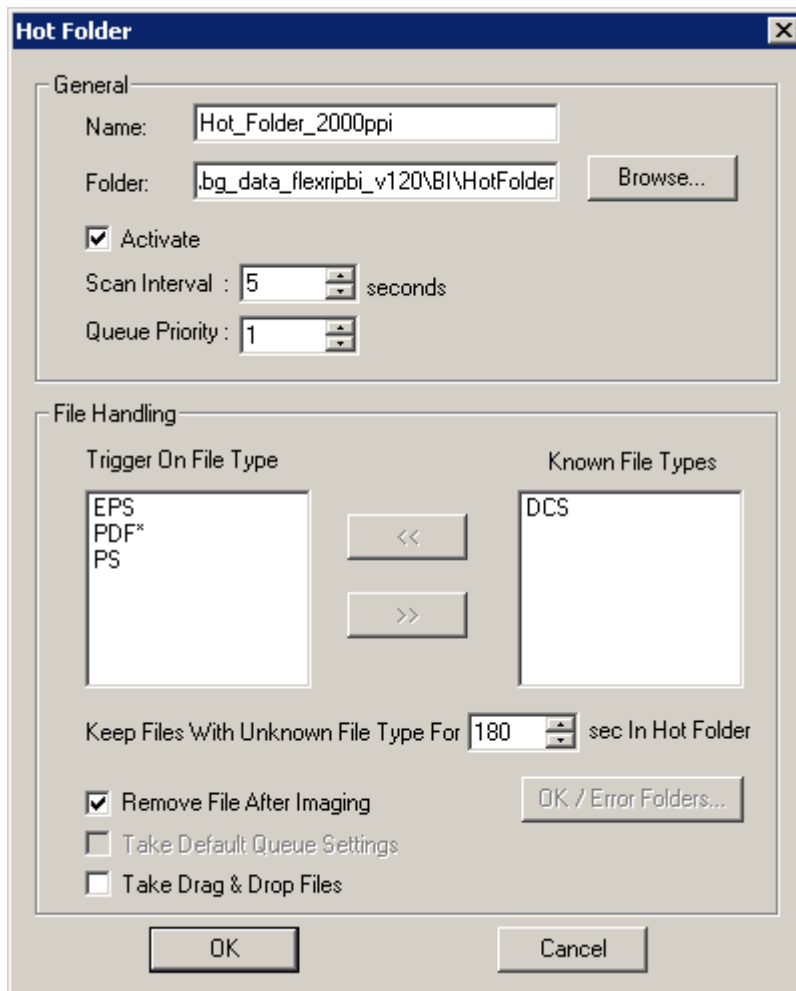 Hot Folder
General
Name: Hot_Folder_2000ppi
Folder: .bg_data_flexripbi_v120\BI\HotFolder Browse...
Activate
Scan Interval : 5 seconds
Queue Priority : 1
File Handling
Trigger On File Type Known File Types
EPS DCS
PDF*
PS
<<
>>
Keep Files With Unknown File Type For 180 sec In Hot Folder
Remove File After Imaging OK / Error Folders...
Take Default Queue Settings
Take Drag & Drop Files
OK Cancel